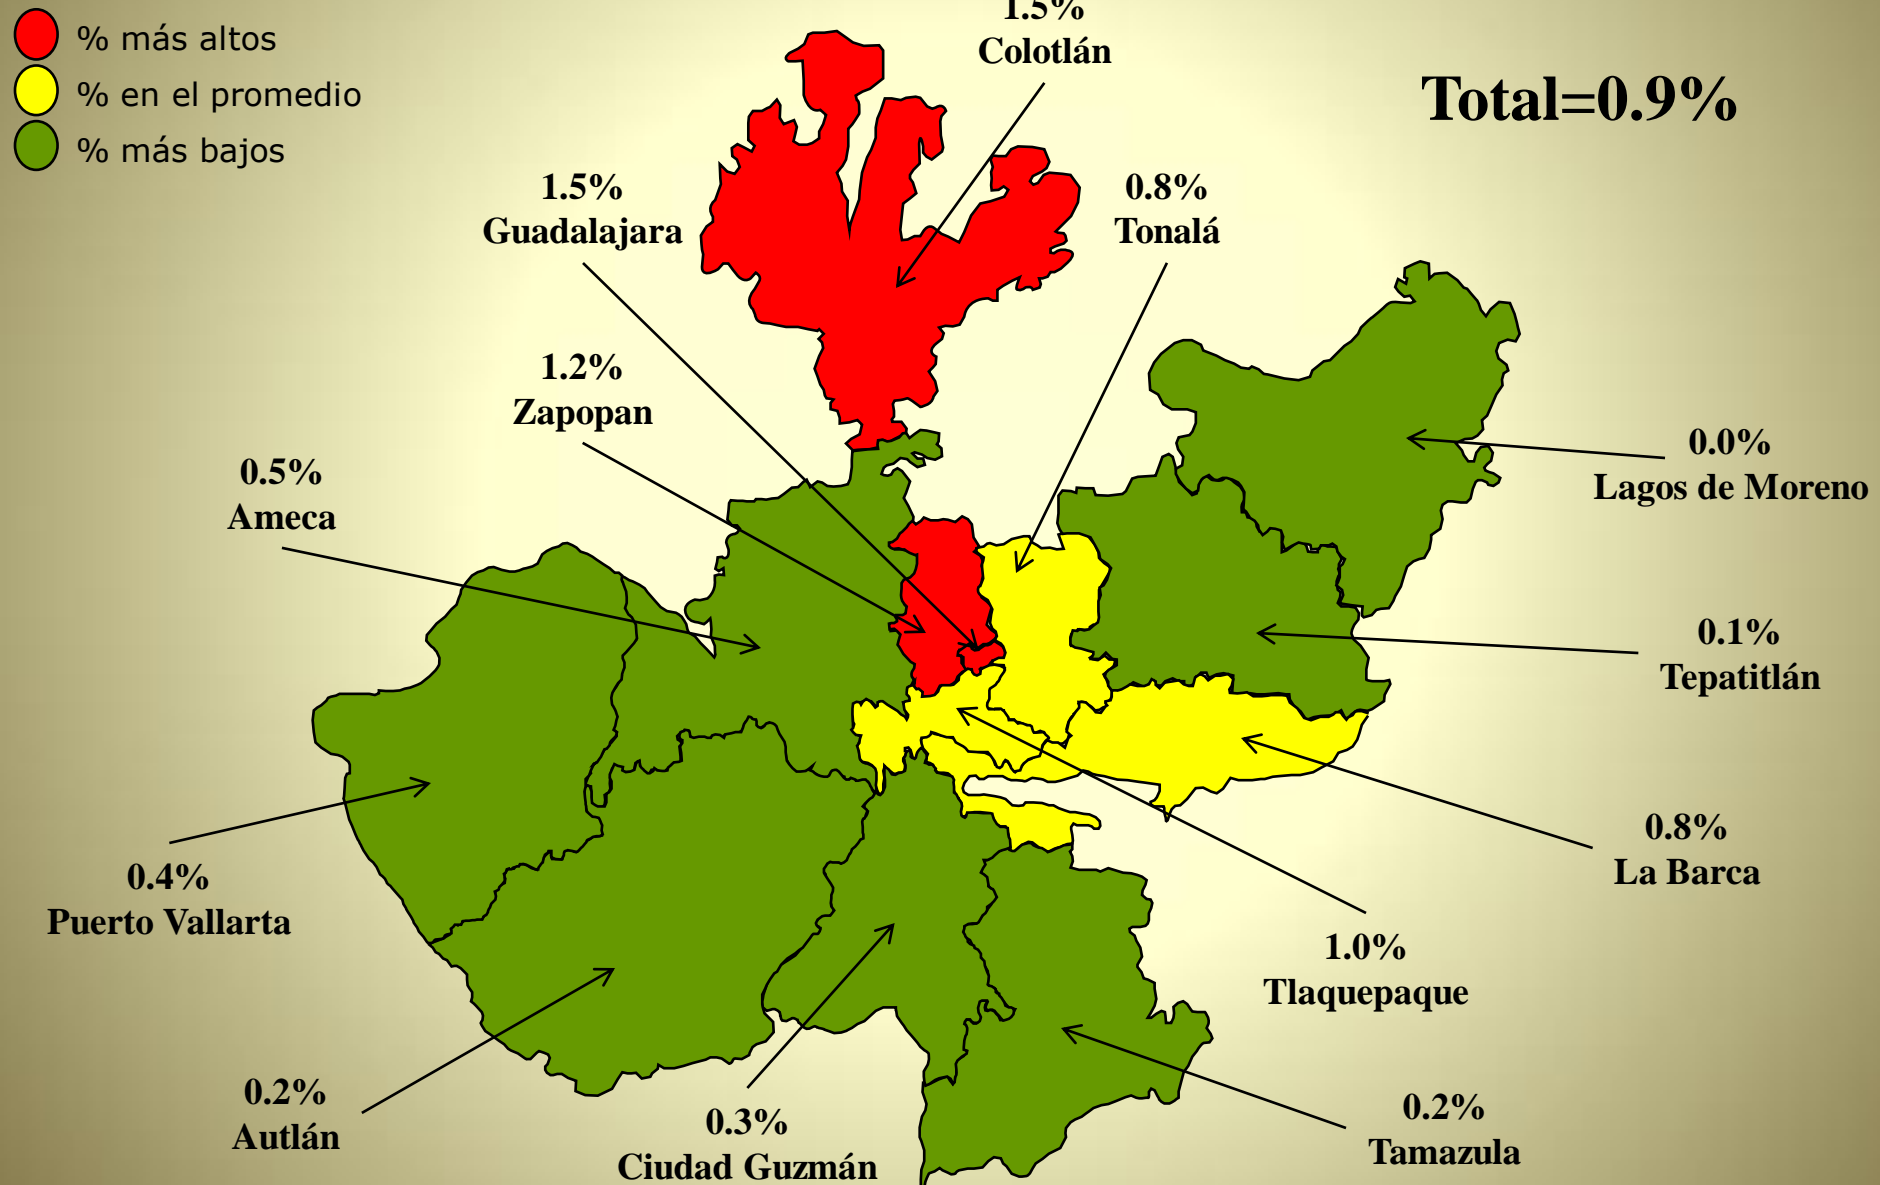 % más altos
% en el promedio
% más bajos
1.5%
Colotlán
Total=0.9%
1.5%
Guadalajara
0.8%
Tonalá
1.2%
Zapopan
0.5%
Ameca
0.0%
Lagos de Moreno
0.1%
Tepatitlán
0.8%
La Barca
0.4%
Puerto Vallarta
1.0%
Tlaquepaque
0.2%
Autlán
0.3%
Ciudad Guzmán
0.2%
Tamazula